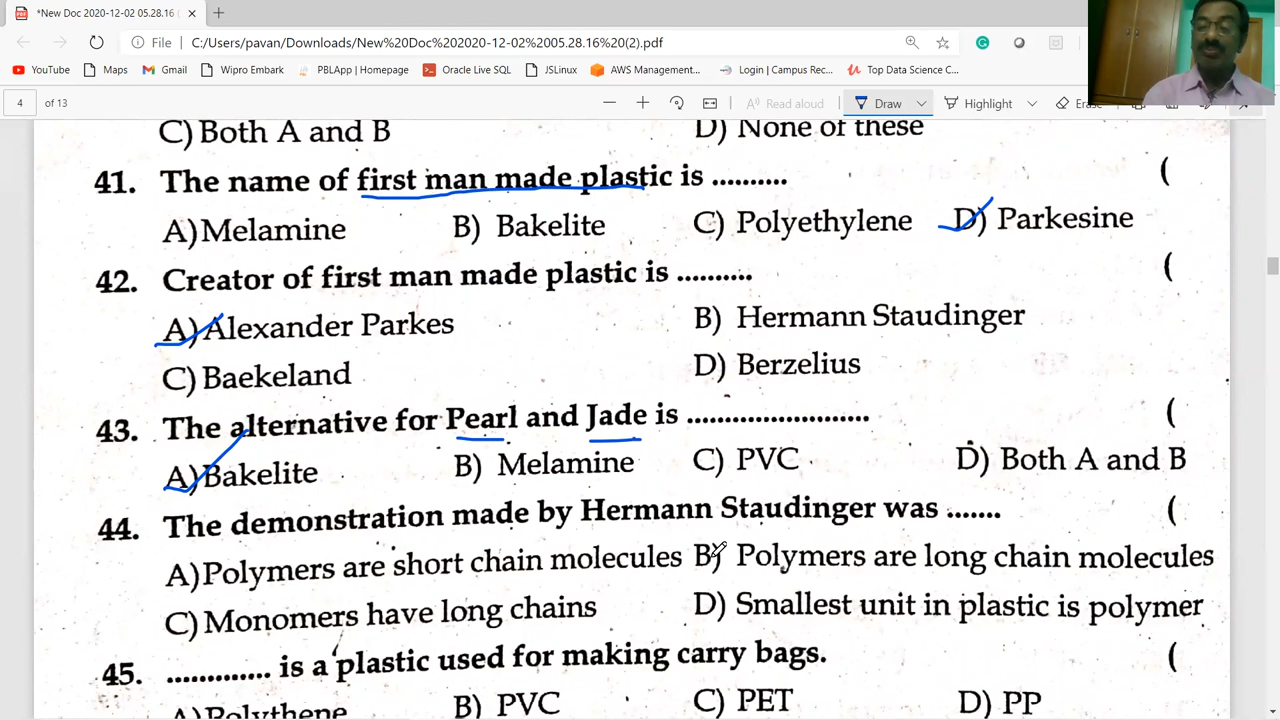 *New Doc 2020-12-02 05.28.16 (2).p
File C:/Users/pavan/Downloads/New%20Doc%202020-12-02%2005.28.16%20(2).pdf
YouTube Maps Gmail Wipro Embark PBLApp | Homepage Oracle Live SQL JSLinux AWS Management... Login | Campus Rec... Top Data Science C...
4 of 13 Read aloud Draw Highlight Erase
C) Both A and B D) None of these
41. The name of first man made plastic is .......... (
A) Melamine B) Bakelite C) Polyethylene D) Parkesine
42. Creator of first man made plastic is .......... (
A) Alexander Parkes B) Hermann Staudinger
C) Baekeland D) Berzelius
43. The alternative for Pearl and Jade is ........................ (
A) Bakelite B) Melamine C) PVC D) Both A and B
44. The demonstration made by Hermann Staudinger was ....... (
A) Polymers are short chain molecules B) Polymers are long chain molecules
C) Monomers have long chains D) Smallest unit in plastic is polymer
45. ............. is a plastic used for making carry bags. (
A) Polythene B) PVC C) PET D) PP